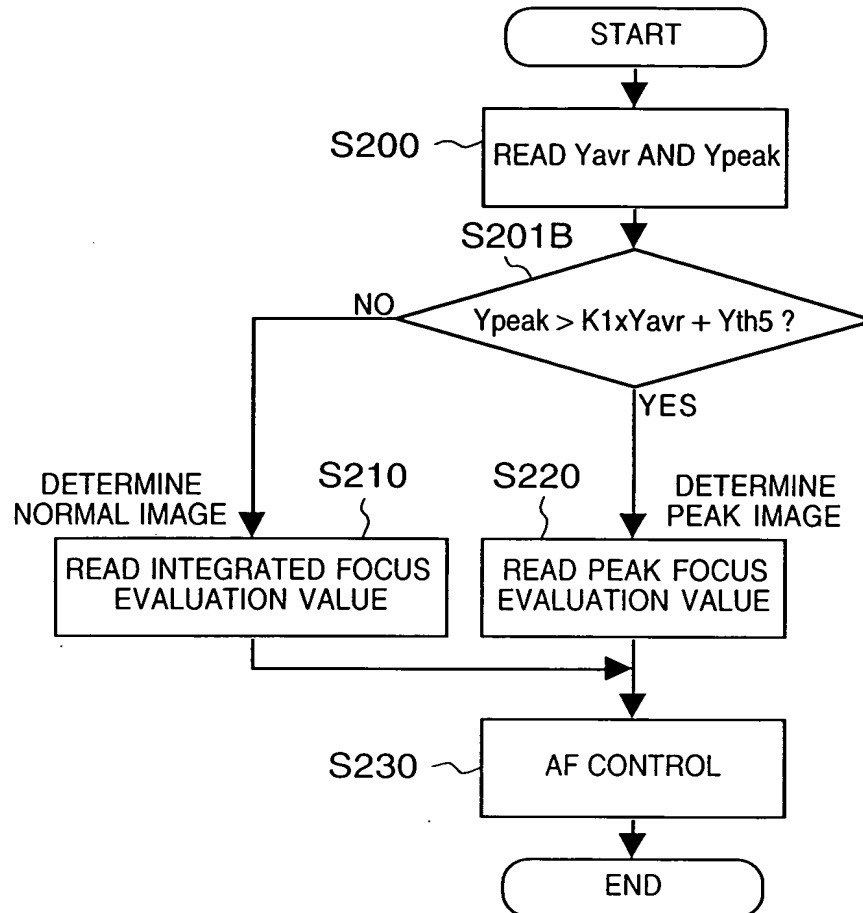 START
S200
READ Yavr AND Ypeak
S201B
NO
Ypeak > K1xYavr + Yth5 ?
YES
DETERMINE
NORMAL IMAGE
S210
S220
DETERMINE
PEAK IMAGE
READ INTEGRATED FOCUS
EVALUATION VALUE
READ PEAK FOCUS
EVALUATION VALUE
S230
AF CONTROL
END